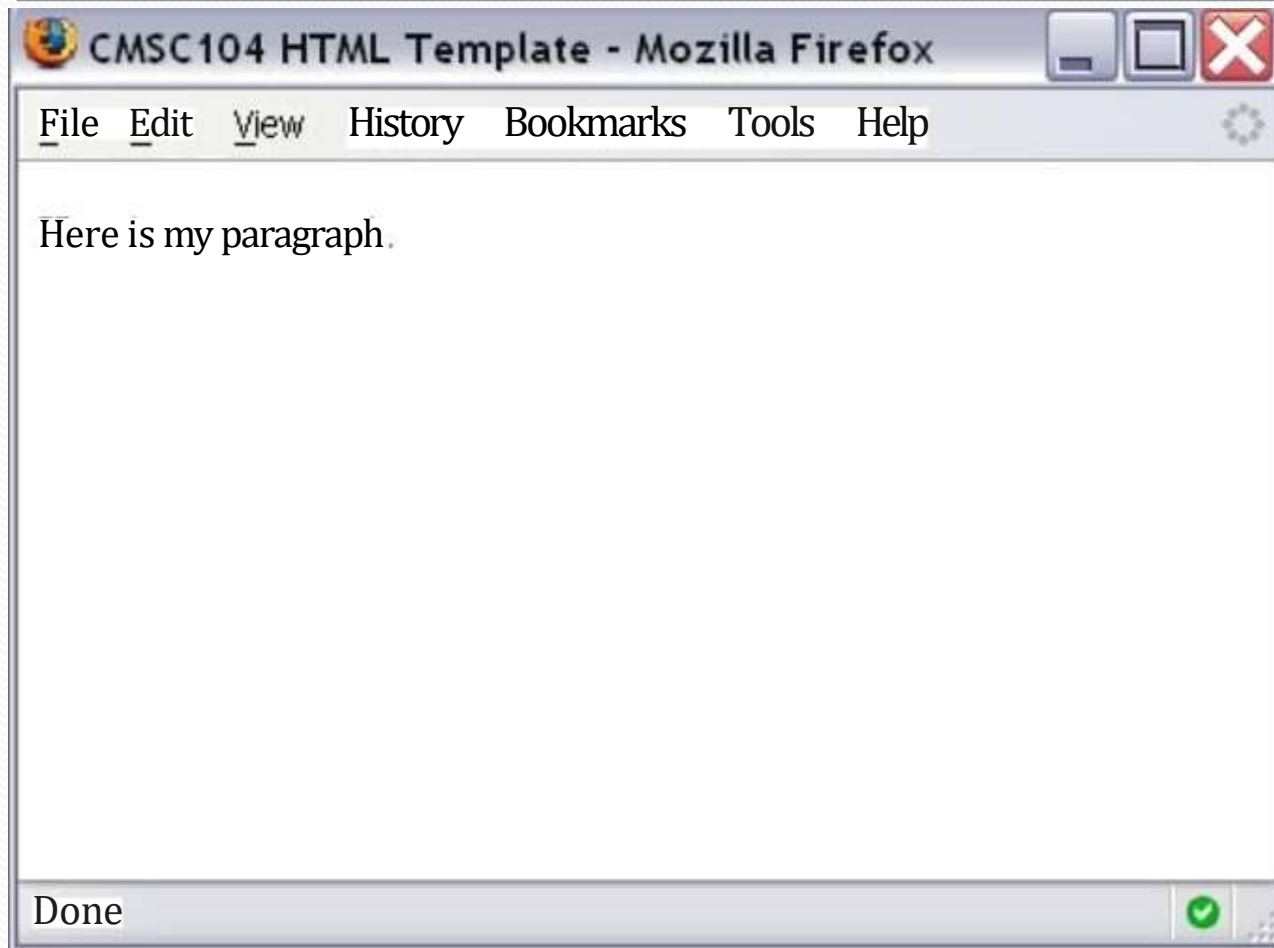 CMSC104 HTML Template - Mozilla Firefox
File Edit View History Bookmarks Tools Help
Here is my paragraph.
Done